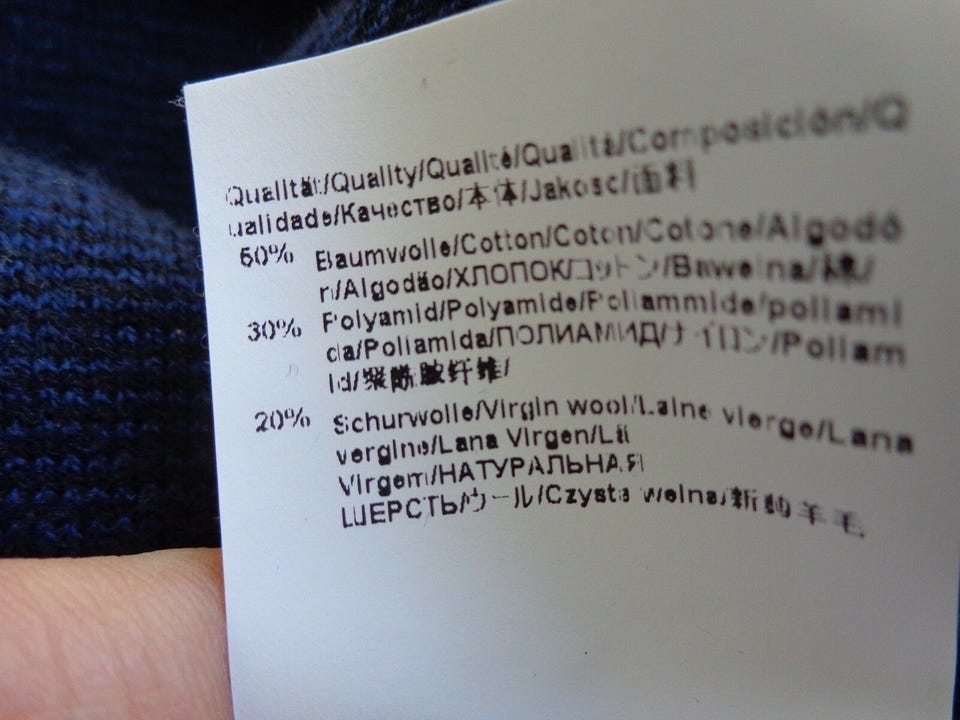 Qualität/Quality/Qualité/Qualità/Composición/Q
ualidade/Качество/本体/Jakosc/面料
50% Baumwolle/Cotton/Coton/Cotone/Algodó
n/Algodão/ХЛОПОК/コットン/Bawelna/棉/
30% Polyamid/Polyamide/Poliammide/poliami
da/Poliamida/ПОЛИАМИД/ナイロン/Poliam
id/聚酰胺纤维/
20% Schurwolle/Virgin wool/Laine vierge/Lana
vergine/Lana Virgen/Lã
Virgem/НАТУРАЛЬНАЯ
ШЕРСТЬ/ウール/Czysta welna/新的羊毛